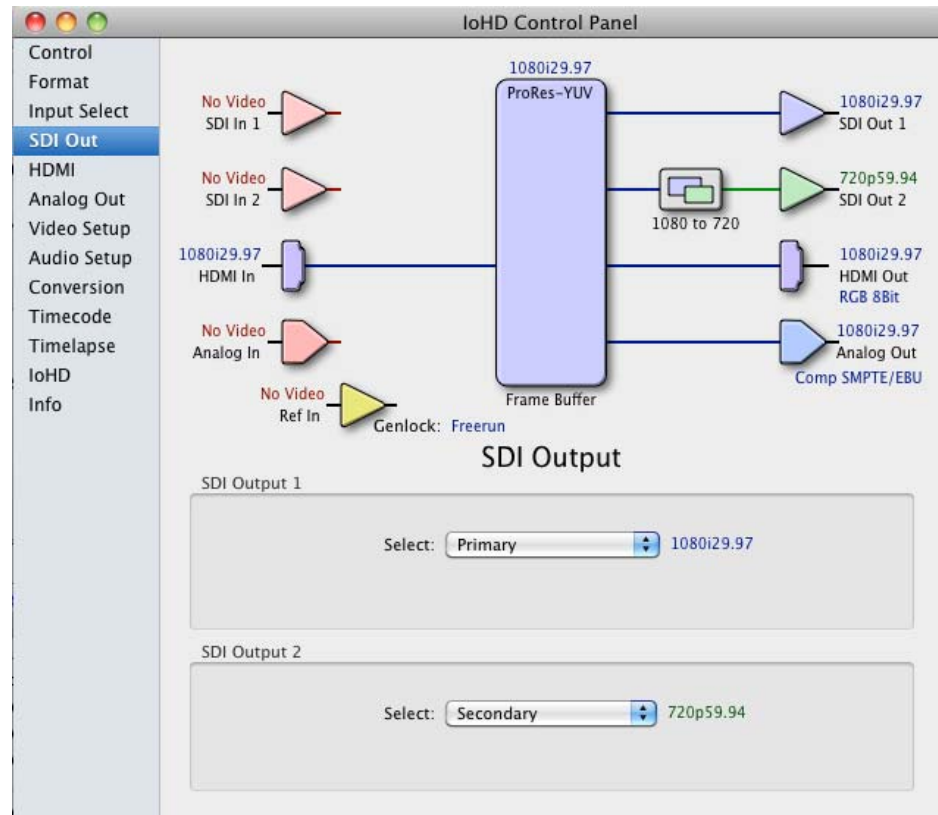 IoHD Control Panel
Control
Format
Input Select
SDI Out
HDMI
Analog Out
Video Setup
Audio Setup
Conversion
Timecode
Timelapse
IoHD
Info
1080i29.97
ProRes-YUV
No Video
SDI In 1
1080i29.97
SDI Out 1
No Video
SDI In 2
1080 to 720
720p59.94
SDI Out 2
1080i29.97
HDMI In
1080i29.97
HDMI Out
RGB 8Bit
No Video
Analog In
1080i29.97
Analog Out
Comp SMPTE/EBU
No Video
Ref In
Genlock: Freerun
Frame Buffer
SDI Output
SDI Output 1
Select: Primary 1080i29.97
SDI Output 2
Select: Secondary 720p59.94